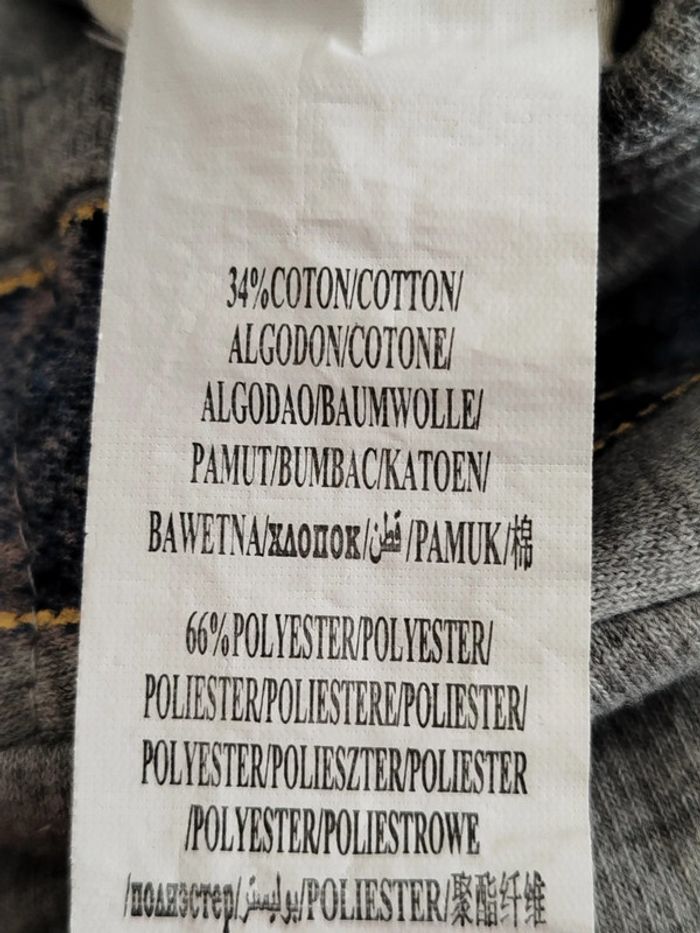 34%COTON/COTTON/
ALGODON/COTONE/
ALGODAO/BAUMWOLLE/
PAMUT/BUMBAC/KATOEN/
BAWETNA/хлопок/قطن/PAMUK/棉
66%POLYESTER/POLYESTER/
POLIESTER/POLIESTERE/POLIESTER/
POLYESTER/POLIESZTER/POLIESTER
/POLYESTER/POLIESTROWE
/полиэстер/بوليستر/POLIESTER/聚酯纤维